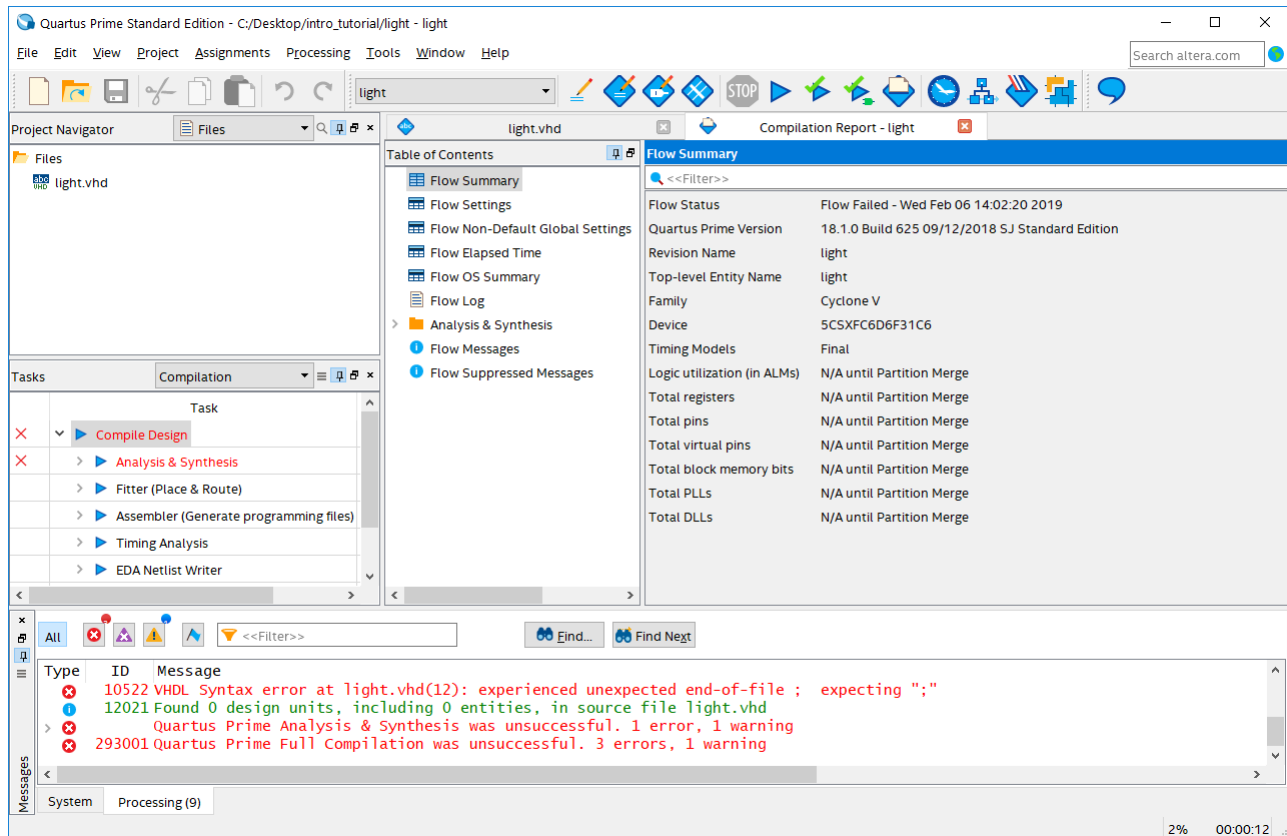 Quartus Prime Standard Edition - C:/Desktop/intro_tutorial/light - light
File Edit View Project Assignments Processing Tools Window Help
Search altera.com
light
STOP
Project Navigator
Files
Files
abc
VHD
light.vhd
abc
light.vhd
Compilation Report - light
Table of Contents
Flow Summary
Flow Settings
Flow Non-Default Global Settings
Flow Elapsed Time
Flow OS Summary
Flow Log
Analysis & Synthesis
Flow Messages
Flow Suppressed Messages
Flow Summary
<<Filter>>
Flow Status Flow Failed - Wed Feb 06 14:02:20 2019
Quartus Prime Version 18.1.0 Build 625 09/12/2018 SJ Standard Edition
Revision Name light
Top-level Entity Name light
Family Cyclone V
Device 5CSXFC6D6F31C6
Timing Models Final
Logic utilization (in ALMs) N/A until Partition Merge
Total registers N/A until Partition Merge
Total pins N/A until Partition Merge
Total virtual pins N/A until Partition Merge
Total block memory bits N/A until Partition Merge
Total PLLs N/A until Partition Merge
Total DLLs N/A until Partition Merge
Tasks
Compilation
Task
Compile Design
Analysis & Synthesis
Fitter (Place & Route)
Assembler (Generate programming files)
Timing Analysis
EDA Netlist Writer
All
<<Filter>>
Find...
Find Next
Type ID Message
10522 VHDL Syntax error at light.vhd(12): experienced unexpected end-of-file ; expecting ";"
12021 Found 0 design units, including 0 entities, in source file light.vhd
Quartus Prime Analysis & Synthesis was unsuccessful. 1 error, 1 warning
293001 Quartus Prime Full Compilation was unsuccessful. 3 errors, 1 warning
Messages
System
Processing (9)
2% 00:00:12